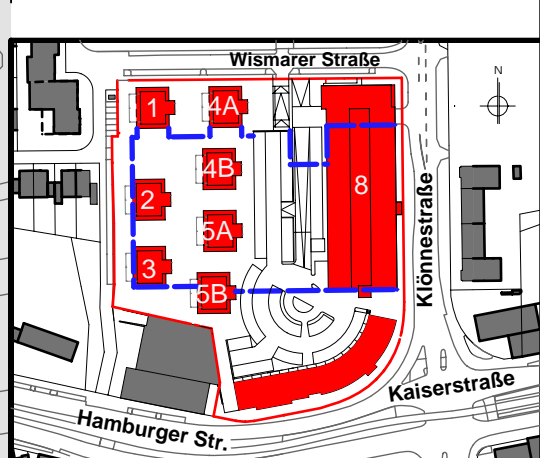 Wismarer Straße
N
1
4A
4B
8
2
5A
3
5B
Klönnestraße
Kaiserstraße
Hamburger Str.